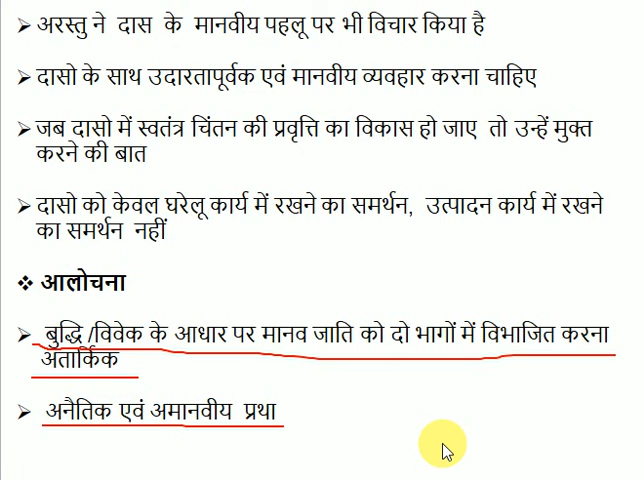 ➢ अरस्तु ने दास के मानवीय पहलू पर भी विचार किया है
➢ दासो के साथ उदारतापूर्वक एवं मानवीय व्यवहार करना चाहिए
➢ जब दासो में स्वतंत्र चिंतन की प्रवृत्ति का विकास हो जाए तो उन्हें मुक्त
करने की बात
➢ दासो को केवल घरेलू कार्य में रखने का समर्थन, उत्पादन कार्य में रखने
का समर्थन नहीं
❖ आलोचना
➢ बुद्धि /विवेक के आधार पर मानव जाति को दो भागों में विभाजित करना
अतार्किक
➢ अनैतिक एवं अमानवीय प्रथा